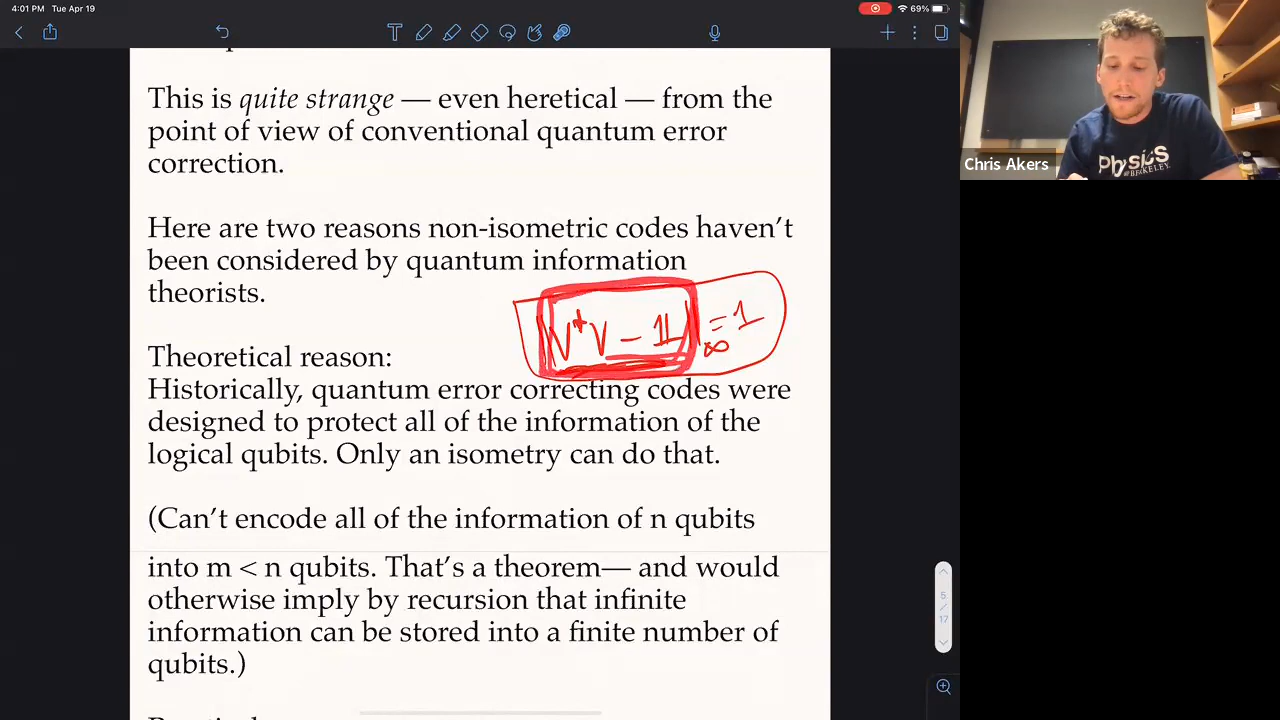 4:01 PM Tue Apr 19
69%
This is quite strange — even heretical — from the
point of view of conventional quantum error
correction.
Here are two reasons non-isometric codes haven't
been considered by quantum information
theorists.
‖V†V − 𝟙‖∞ = 1
Theoretical reason:
Historically, quantum error correcting codes were
designed to protect all of the information of the
logical qubits. Only an isometry can do that.
(Can't encode all of the information of n qubits
into m < n qubits. That's a theorem— and would
otherwise imply by recursion that infinite
information can be stored into a finite number of
qubits.)
5
/
17
Chris Akers
Physics
BERKELEY